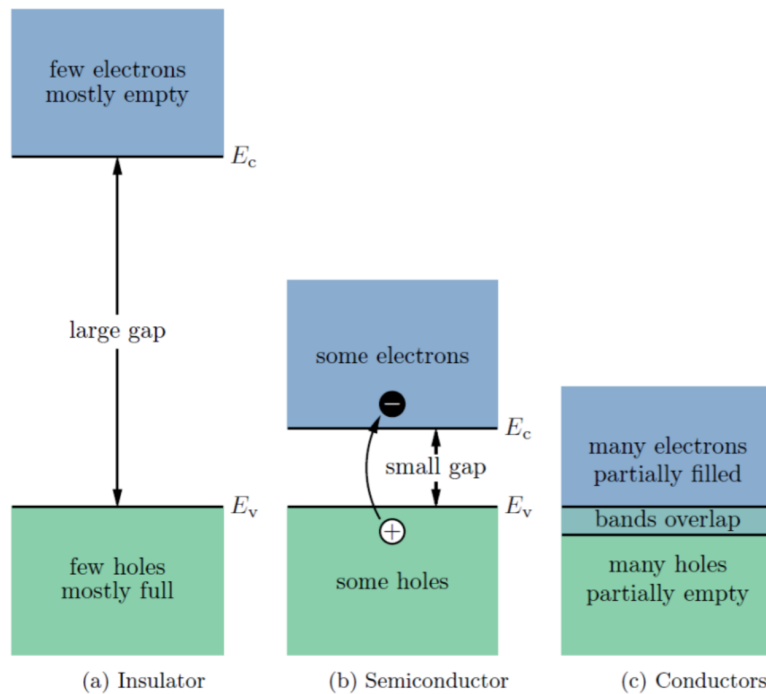 few electrons
mostly empty
E_c
large gap
E_v
few holes
mostly full
(a) Insulator
some electrons
−
E_c
small gap
E_v
+
some holes
(b) Semiconductor
many electrons
partially filled
bands overlap
many holes
partially empty
(c) Conductors